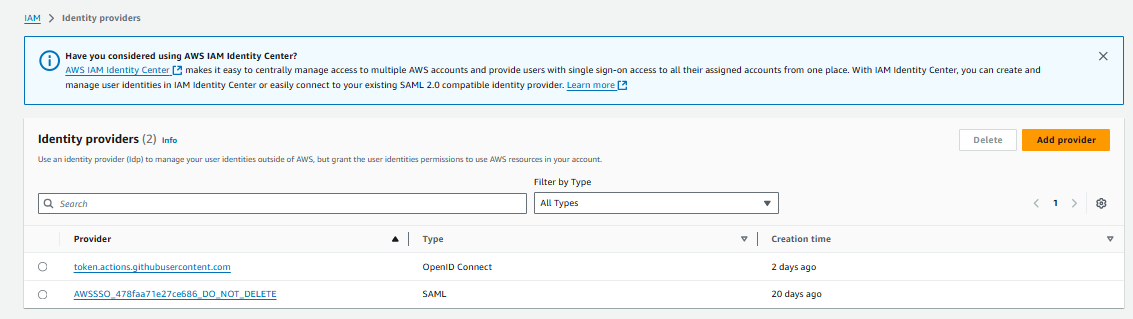 IAM > Identity providers
Have you considered using AWS IAM Identity Center?
AWS IAM Identity Center makes it easy to centrally manage access to multiple AWS accounts and provide users with single sign-on access to all their assigned accounts from one place. With IAM Identity Center, you can create and
manage user identities in IAM Identity Center or easily connect to your existing SAML 2.0 compatible identity provider. Learn more
Identity providers (2) Info
Delete
Add provider
Use an identity provider (Idp) to manage your user identities outside of AWS, but grant the user identities permissions to use AWS resources in your account.
Filter by Type
Search
All Types
1
Provider Type Creation time
token.actions.githubusercontent.com OpenID Connect 2 days ago
AWSSSO_478faa71e27ce686_DO_NOT_DELETE SAML 20 days ago